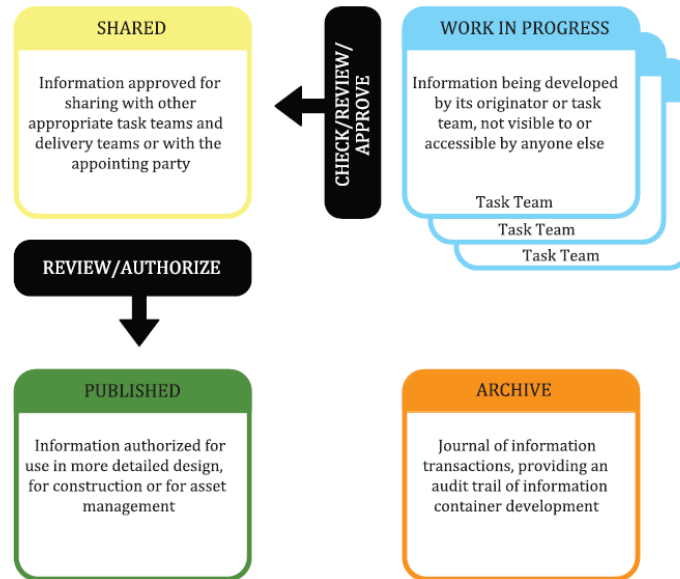 SHARED
Information approved for
sharing with other
appropriate task teams and
delivery teams or with the
appointing party
CHECK/REVIEW/
APPROVE
WORK IN PROGRESS
Information being developed
by its originator or task
team, not visible to or
accessible by anyone else
Task Team
Task Team
Task Team
REVIEW/AUTHORIZE
PUBLISHED
Information authorized for
use in more detailed design,
for construction or for asset
management
ARCHIVE
Journal of information
transactions, providing an
audit trail of information
container development